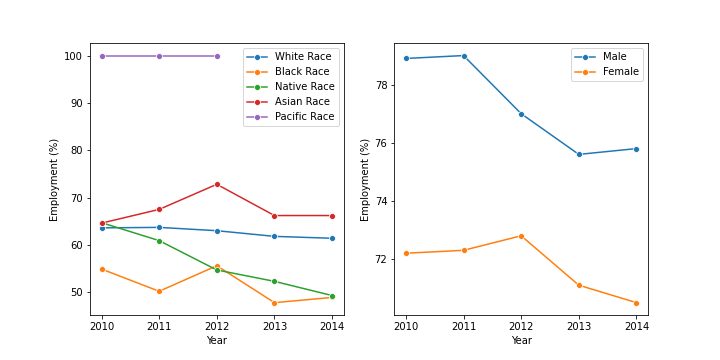 100
90
80
70
60
50
Employment (%)
2010
2011
2012
2013
2014
Year
White Race
Black Race
Native Race
Asian Race
Pacific Race
78
76
74
72
Employment (%)
2010
2011
2012
2013
2014
Year
Male
Female